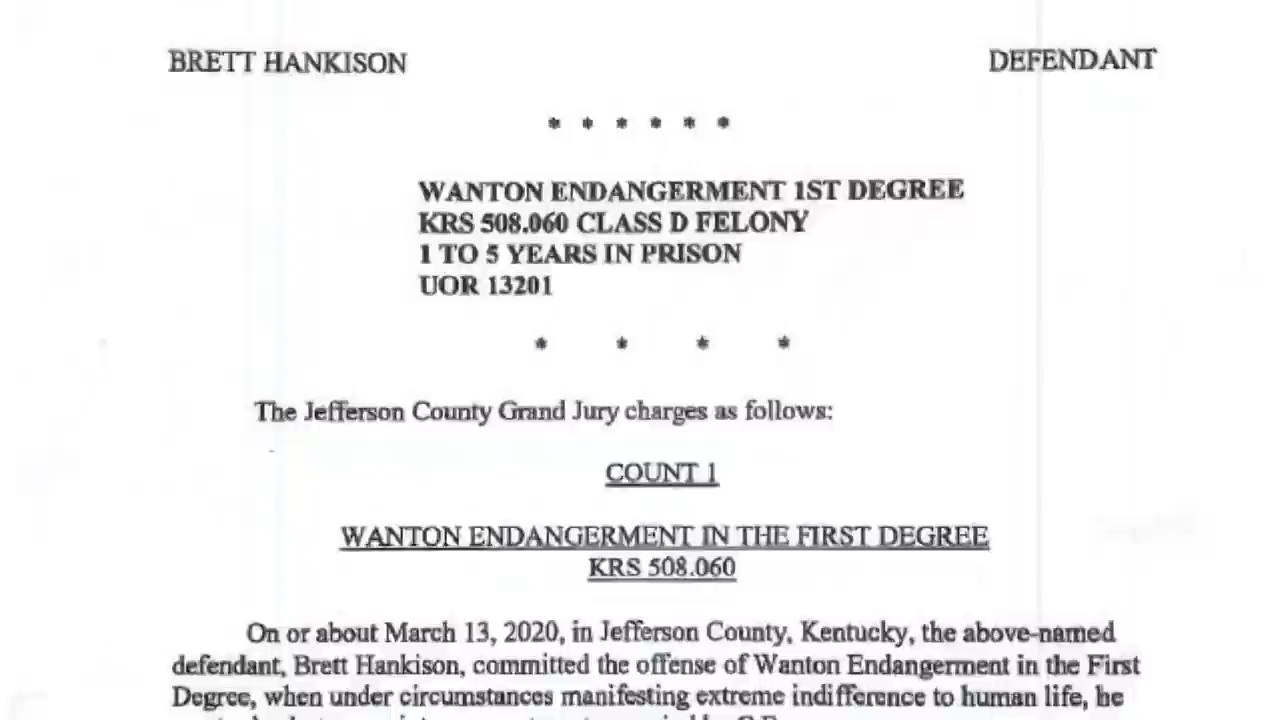 BRETT HANKISON DEFENDANT
* * * * * *
WANTON ENDANGERMENT 1ST DEGREE
KRS 508.060 CLASS D FELONY
1 TO 5 YEARS IN PRISON
UOR 13201
* * * *
The Jefferson County Grand Jury charges as follows:
COUNT 1
WANTON ENDANGERMENT IN THE FIRST DEGREE
KRS 508.060
On or about March 13, 2020, in Jefferson County, Kentucky, the above-named
defendant, Brett Hankison, committed the offense of Wanton Endangerment in the First
Degree, when under circumstances manifesting extreme indifference to human life, he